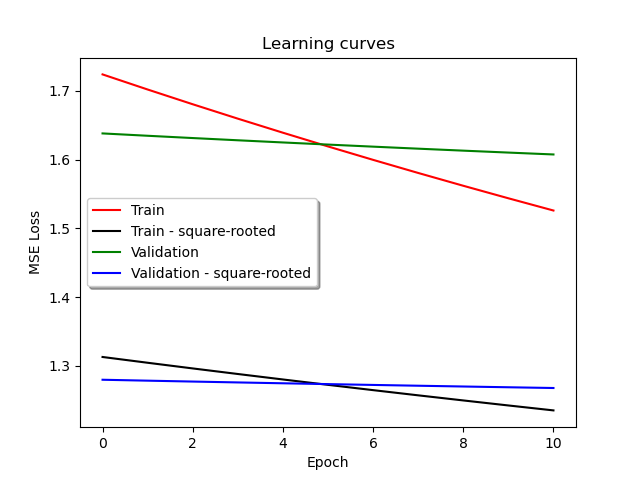 Learning curves
MSE Loss
1.7
1.6
1.5
1.4
1.3
Train
Train - square-rooted
Validation
Validation - square-rooted
0
2
4
6
8
10
Epoch